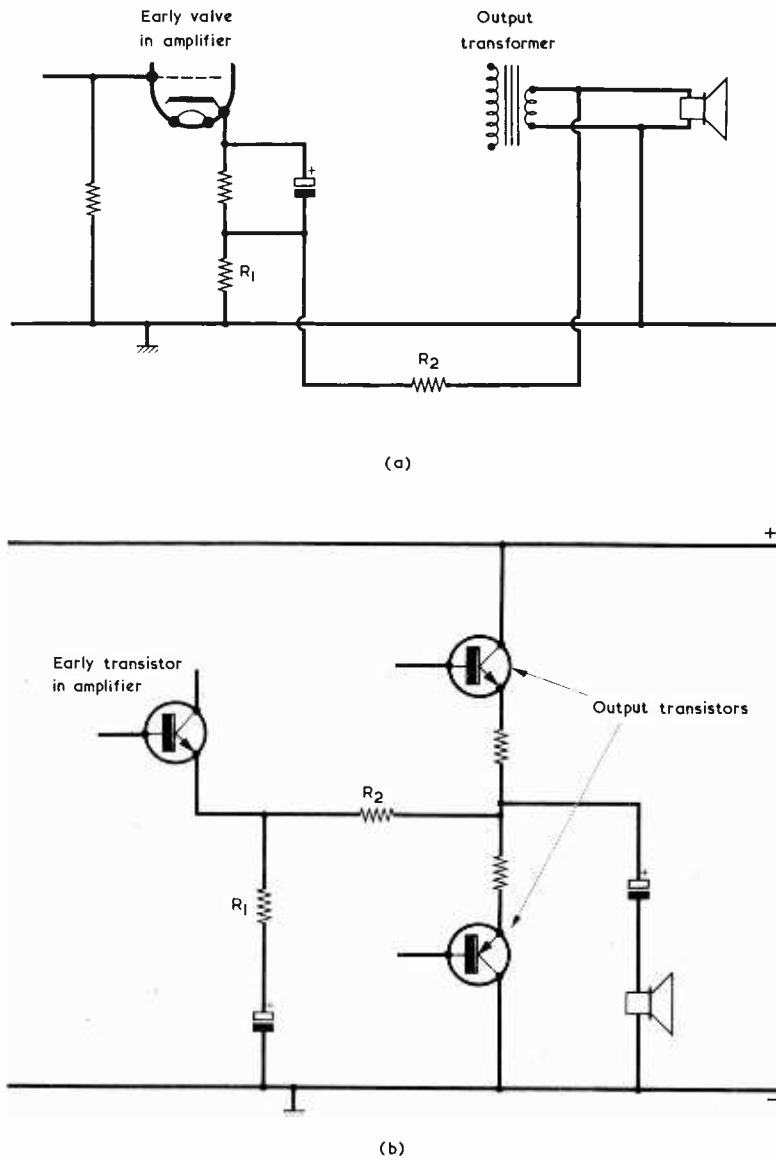 Early valve
in amplifier
Output
transformer
+
R1
R2
(a)
+
Early transistor
in amplifier
Output transistors
R2
+
R1
+
−
(b)